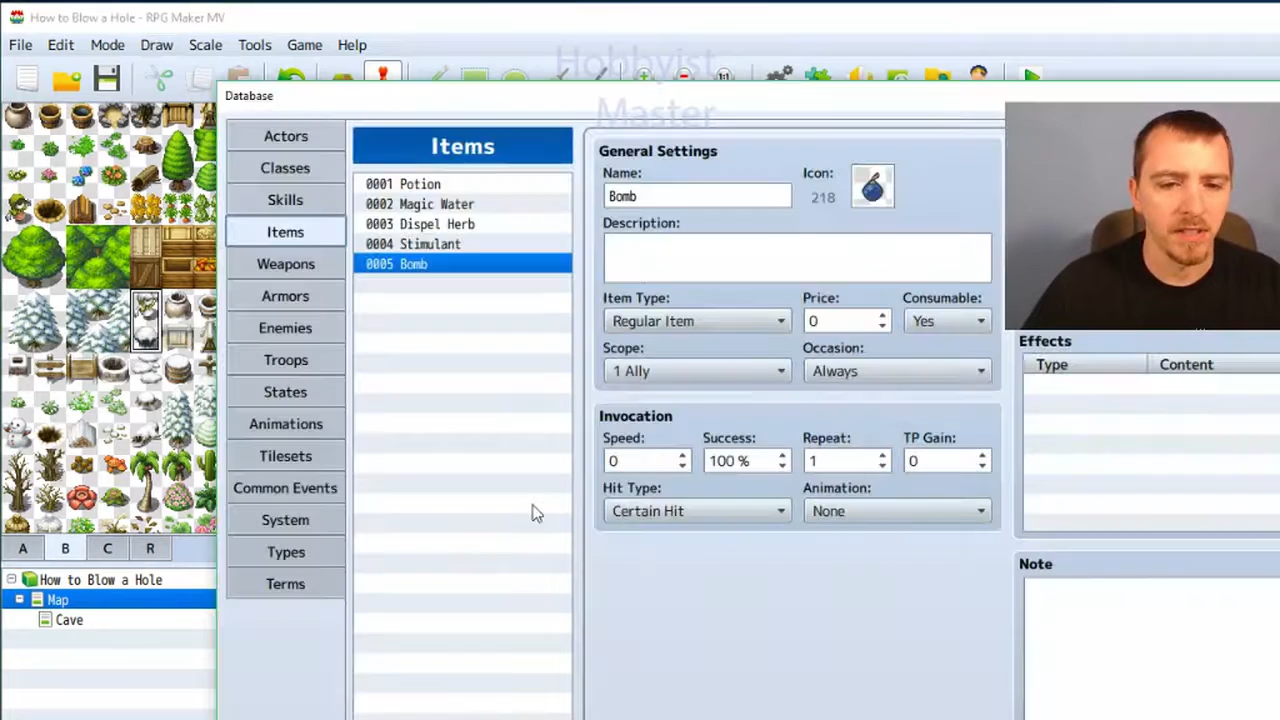 How to Blow a Hole - RPG Maker MV
File Edit Mode Draw Scale Tools Game Help
Hobbyist
Master
Database
Actors
Classes
Skills
Items
Weapons
Armors
Enemies
Troops
States
Animations
Tilesets
Common Events
System
Types
Terms
Items
0001 Potion
0002 Magic Water
0003 Dispel Herb
0004 Stimulant
0005 Bomb
General Settings
Name: Icon:
Bomb 218
Description:
Item Type: Price: Consumable:
Regular Item 0 Yes
Scope: Occasion:
1 Ally Always
Invocation
Speed: Success: Repeat: TP Gain:
0 100 % 1 0
Hit Type: Animation:
Certain Hit None
Effects
Type Content
Note
A B C R
How to Blow a Hole
Map
Cave